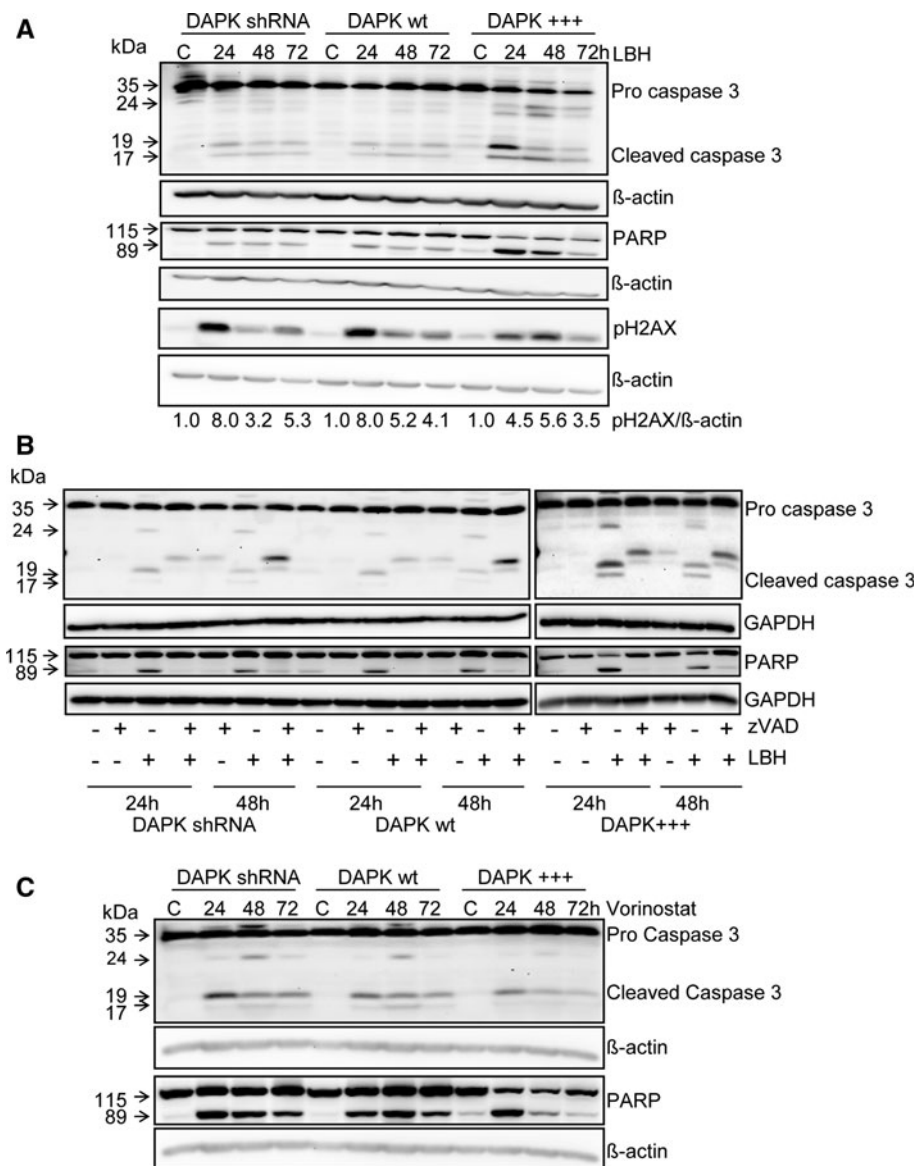 A
DAPK shRNA DAPK wt DAPK +++
kDa C 24 48 72 C 24 48 72 C 24 48 72h LBH
35 Pro caspase 3
24
19
17 Cleaved caspase 3
ß-actin
115 PARP
89
ß-actin
pH2AX
ß-actin
1.0 8.0 3.2 5.3 1.0 8.0 5.2 4.1 1.0 4.5 5.6 3.5 pH2AX/ß-actin
B
kDa
35 Pro caspase 3
24
19
17 Cleaved caspase 3
GAPDH
115 PARP
89
GAPDH
- + - + + - + - + - + + - + - + - + + - + zVAD
- - + + - + + - - + + - + + - - + + - + + LBH
24h 48h 24h 48h 24h 48h
DAPK shRNA DAPK wt DAPK+++
C
DAPK shRNA DAPK wt DAPK +++
kDa C 24 48 72 C 24 48 72 C 24 48 72h Vorinostat
35 Pro Caspase 3
24
19 Cleaved Caspase 3
17
ß-actin
115 PARP
89
ß-actin